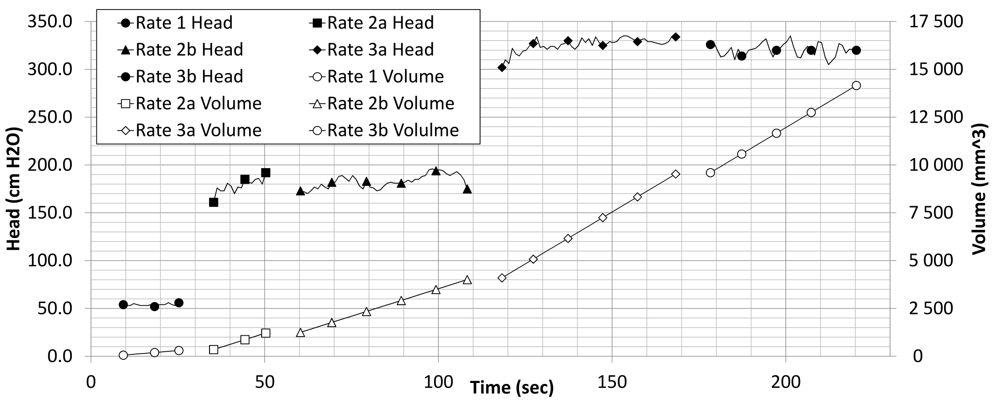 350.0
300.0
250.0
200.0
150.0
100.0
50.0
0.0
Head (cm H2O)
Rate 1 Head
Rate 2a Head
Rate 2b Head
Rate 3a Head
Rate 3b Head
Rate 1 Volume
Rate 2a Volume
Rate 2b Volume
Rate 3a Volume
Rate 3b Volulme
17 500
15 000
12 500
10 000
7 500
5 000
2 500
0
Volume (mm^3)
0 50 100 150 200
Time (sec)